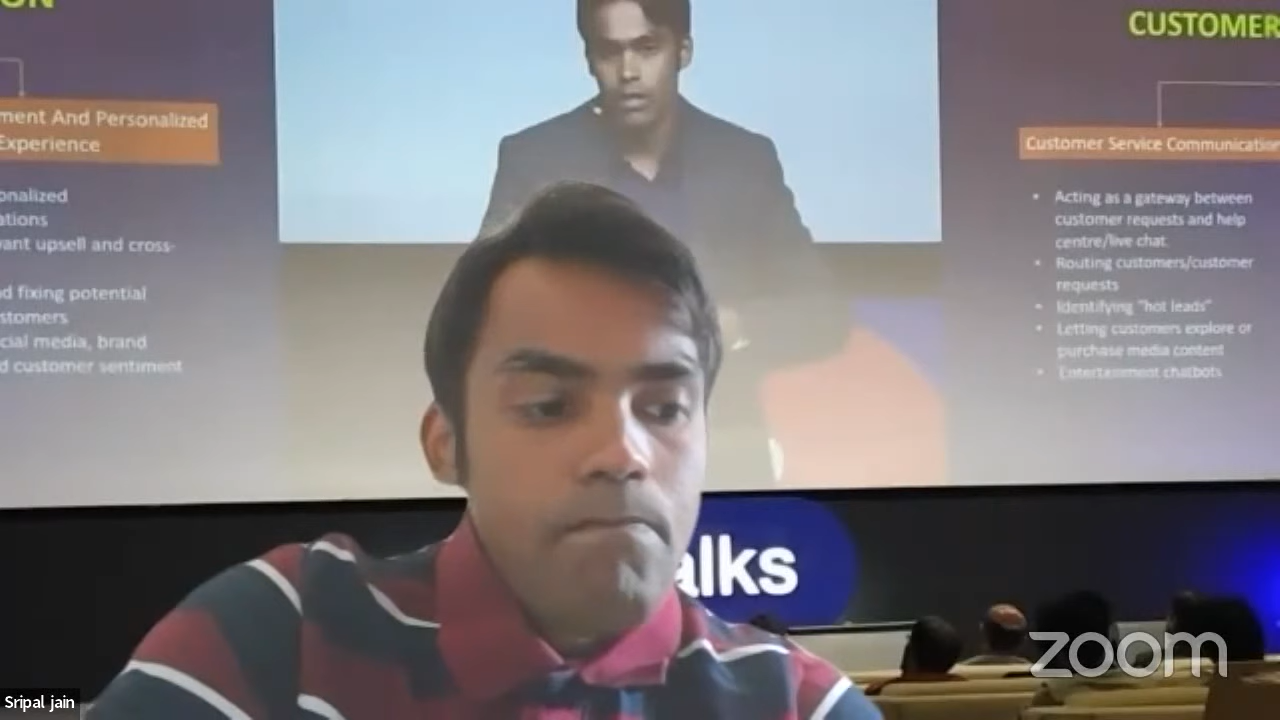 ON
ment And Personalized
Experience
onalized
ations
vant upsell and cross-
d fixing potential
stomers
cial media, brand
d customer sentiment
CUSTOMER
Customer Service Communication
• Acting as a gateway between
customer requests and help
centre/live chat.
• Routing customers/customer
requests
• Identifying "hot leads"
• Letting customers explore or
purchase media content
• Entertainment chatbots
alks
zoom
Sripal jain